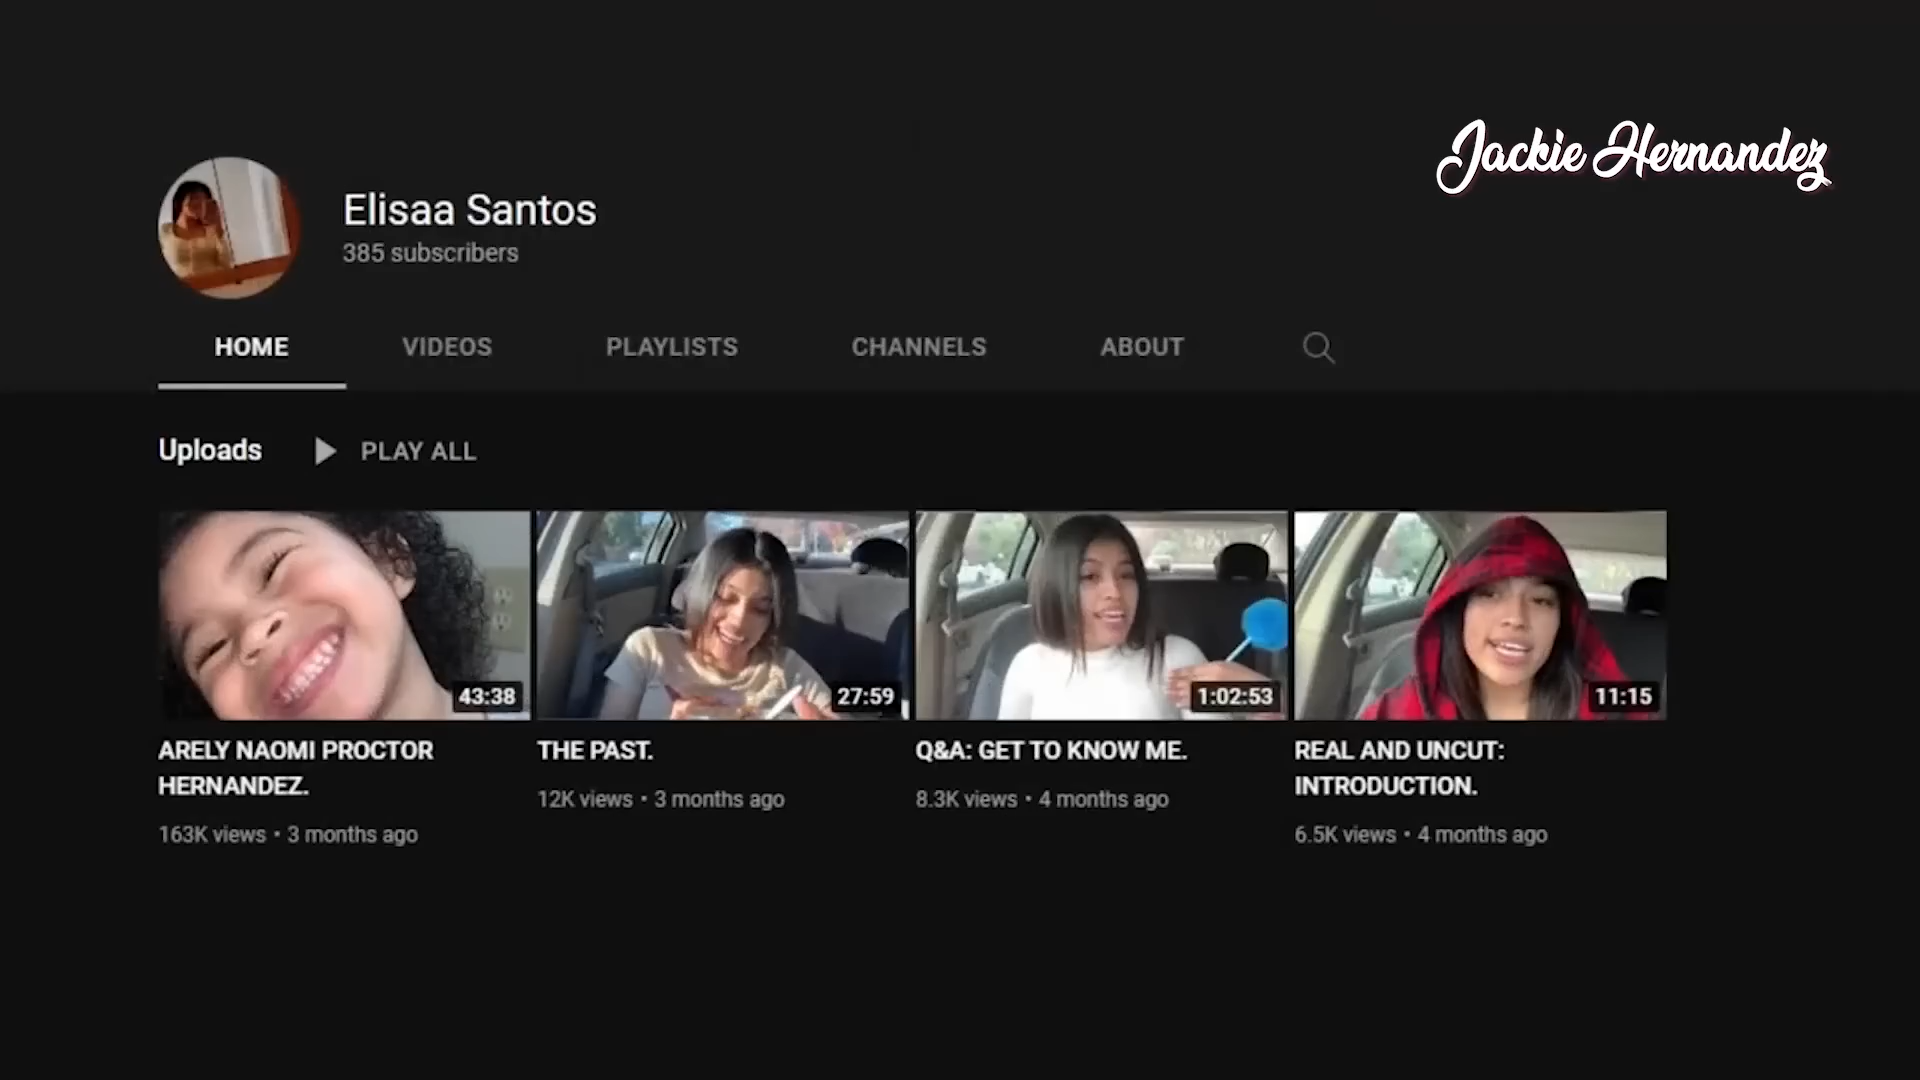 Jackie Hernandez
Elisaa Santos
385 subscribers
HOME VIDEOS PLAYLISTS CHANNELS ABOUT
Uploads PLAY ALL
43:38 27:59 1:02:53 11:15
ARELY NAOMI PROCTOR
HERNANDEZ.
163K views • 3 months ago
THE PAST.
12K views • 3 months ago
Q&A: GET TO KNOW ME.
8.3K views • 4 months ago
REAL AND UNCUT:
INTRODUCTION.
6.5K views • 4 months ago